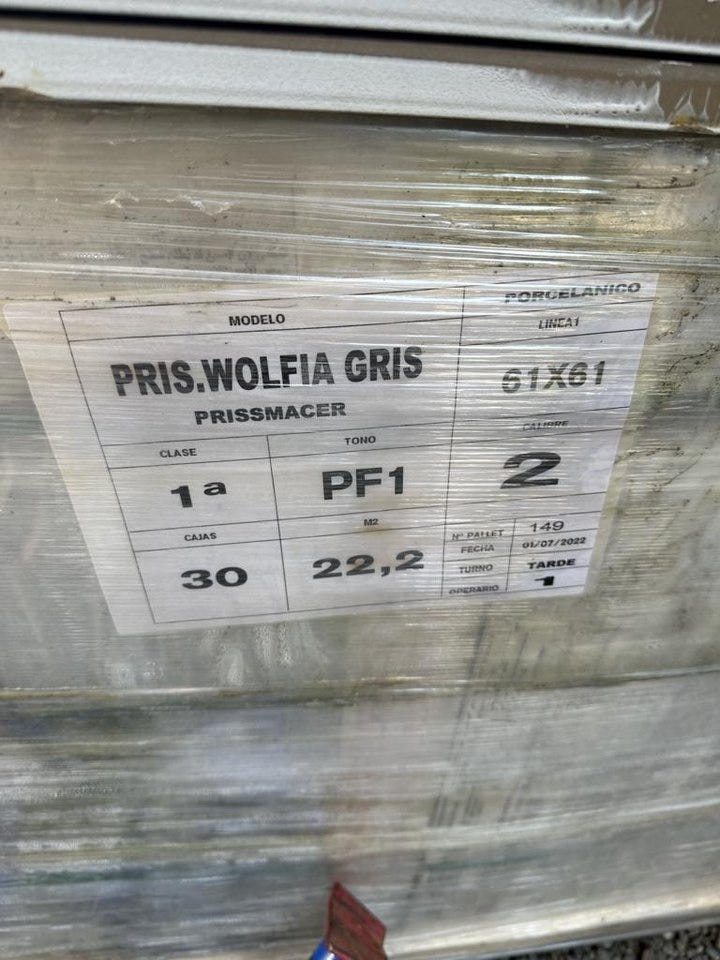 PORCELANICO
MODELO
LINEA1
PRIS.WOLFIA GRIS
61X61
PRISSMACER
CALIBRE
CLASE
TONO
1ª
PF1
2
CAJAS
M2
Nº PALLET
149
FECHA
01/07/2022
30
22,2
TURNO
TARDE
OPERARIO
1